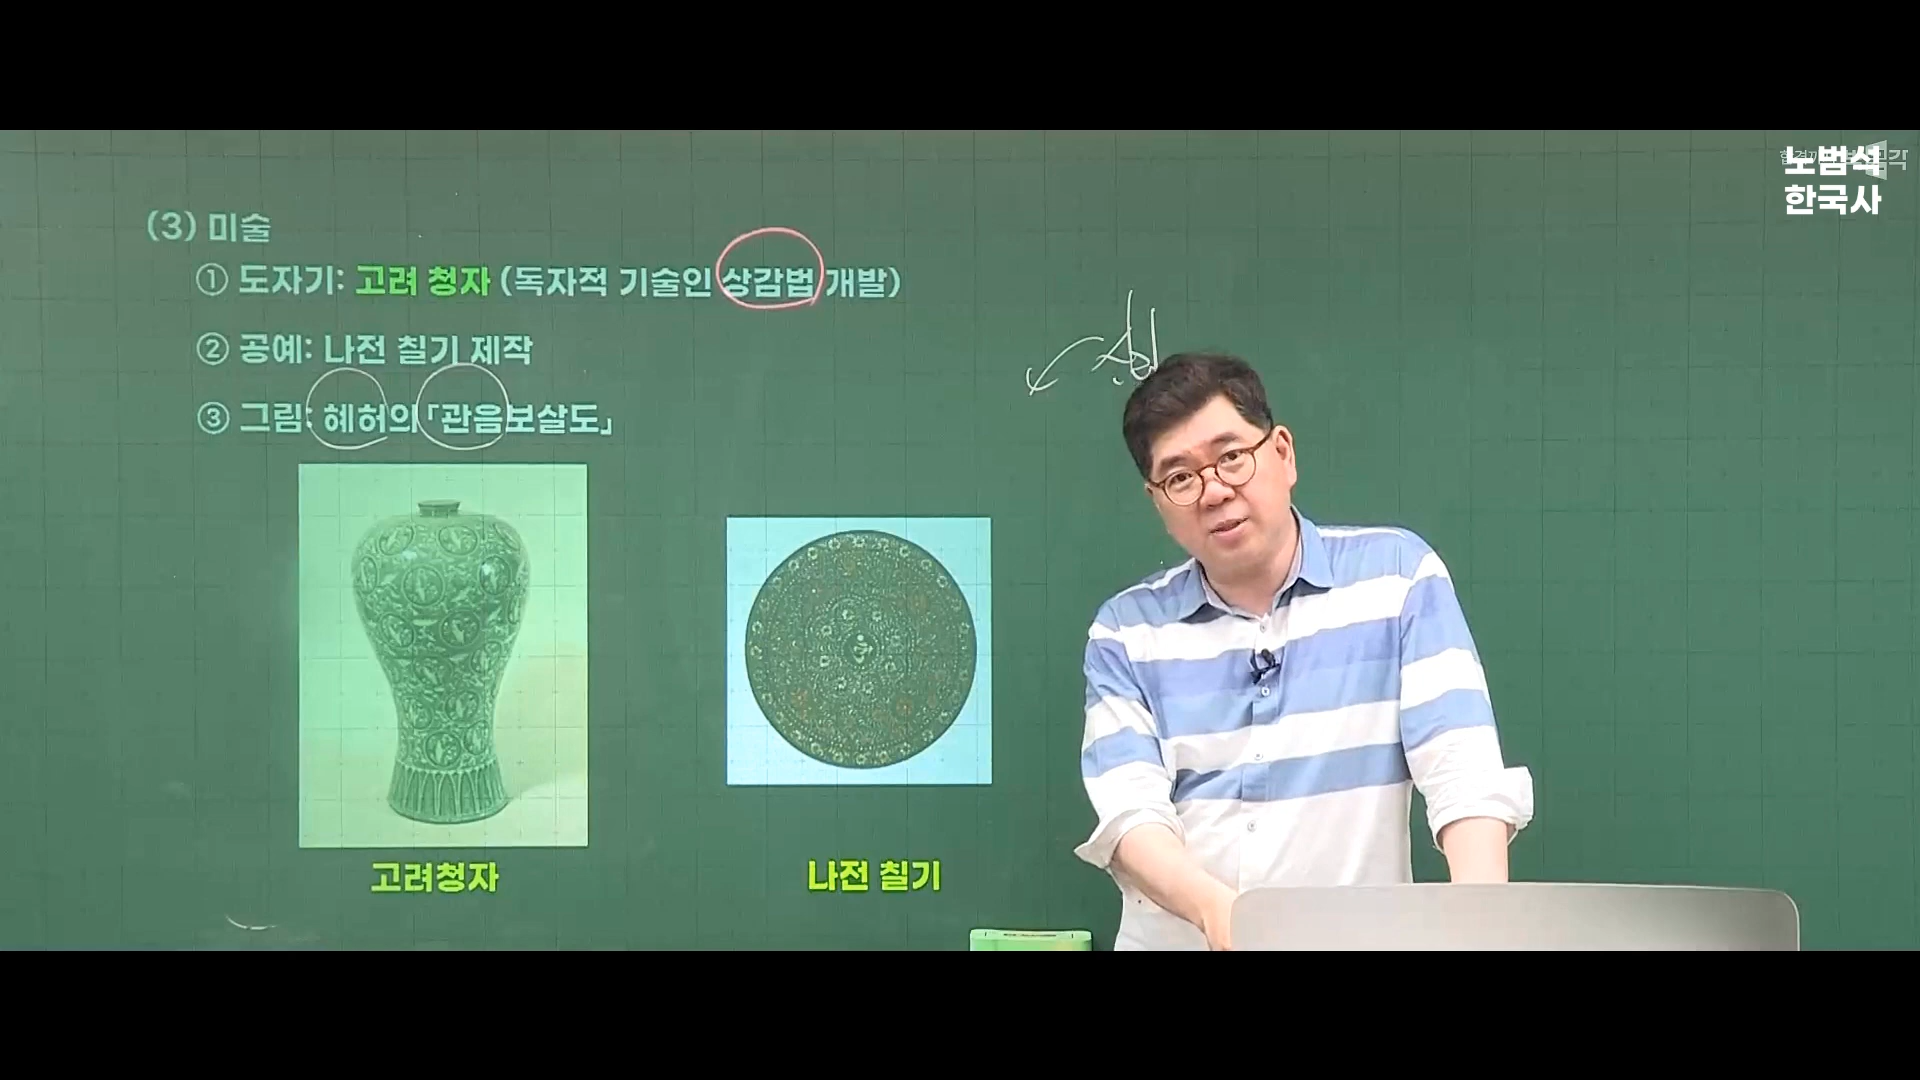 노범석
한국사
(3) 미술
① 도자기: 고려 청자 (독자적 기술인 상감법 개발)
② 공예: 나전 칠기 제작
③ 그림: 혜허의 「관음보살도」
고려청자
나전 칠기